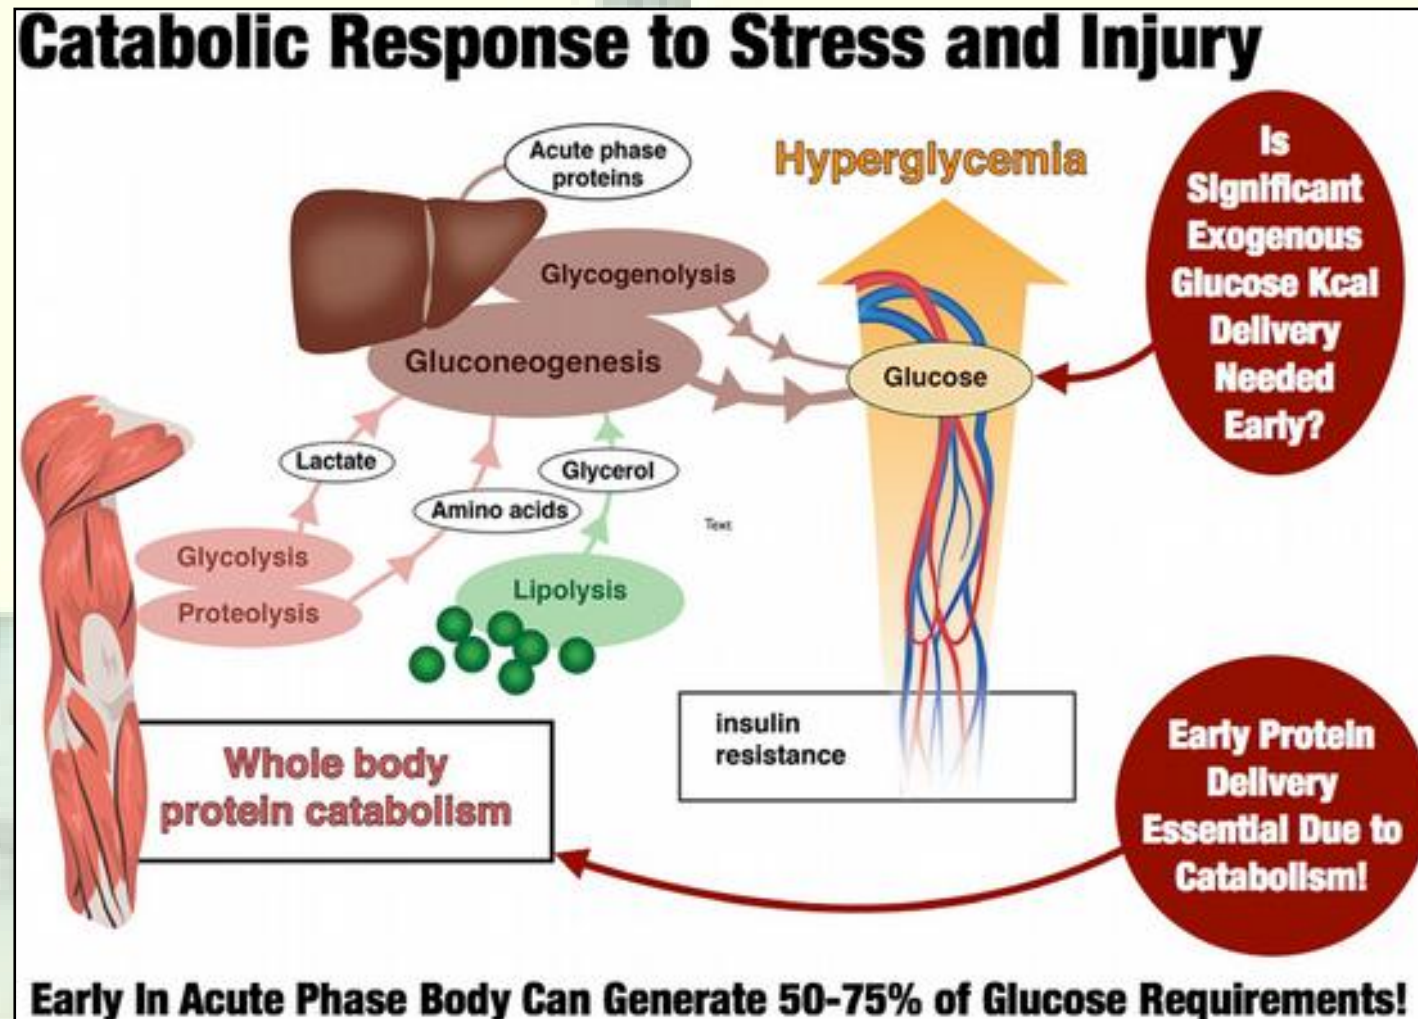 Catabolic Response to Stress and Injury
Acute phase
proteins
Hyperglycemia
Is
Significant
Exogenous
Glucose Kcal
Delivery
Needed
Early?
Glycogenolysis
Gluconeogenesis
Glucose
Lactate
Glycerol
Amino acids
Text
Glycolysis
Proteolysis
Lipolysis
insulin
resistance
Whole body
protein catabolism
Early Protein
Delivery
Essential Due to
Catabolism!
Early In Acute Phase Body Can Generate 50-75% of Glucose Requirements!